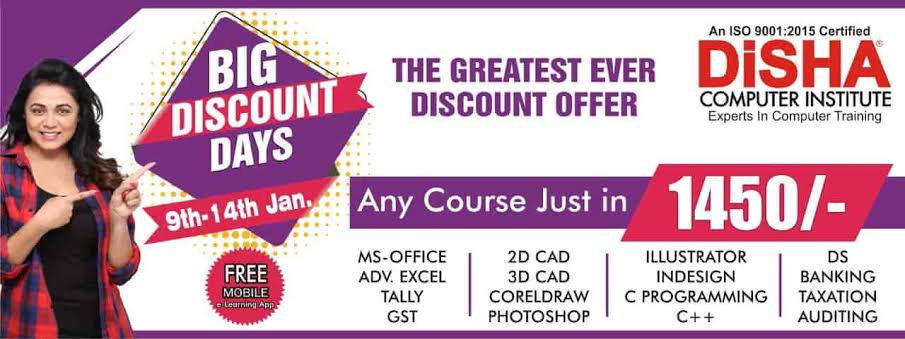 BIG
DISCOUNT
DAYS
9th-14th Jan.
FREE
MOBILE
e-Learning App
THE GREATEST EVER
DISCOUNT OFFER
An ISO 9001:2015 Certified
DiSHA®
COMPUTER INSTITUTE
Experts In Computer Training
Any Course Just in 1450/-
MS-OFFICE
ADV. EXCEL
TALLY
GST
2D CAD
3D CAD
CORELDRAW
PHOTOSHOP
ILLUSTRATOR
INDESIGN
C PROGRAMMING
C++
DS
BANKING
TAXATION
AUDITING